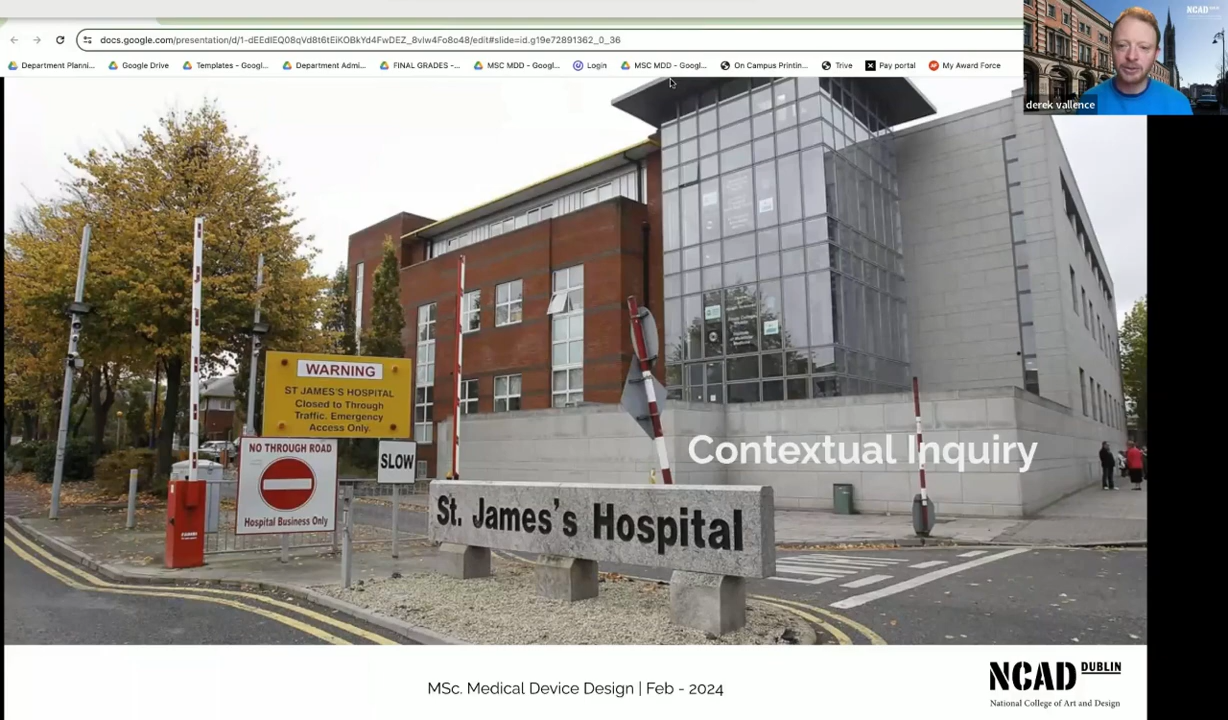 docs.google.com/presentation/d/1-dEEdIEQ08qVd8t6tEiKOBkYd4FwDEZ_8vIw4Fo8o48/edit#slide=id.g19e72891362_0_36
Department Planni...
Google Drive
Templates - Googl...
Department Admi...
FINAL GRADES -...
MSC MDD - Googl...
Login
MSC MDD - Googl...
On Campus Printin...
Trive
Pay portal
My Award Force
NCAD
derek vallence
WARNING
ST JAMES'S HOSPITAL
Closed to Through
Traffic. Emergency
Access Only.
NO THROUGH ROAD
Hospital Business Only
SLOW
Contextual Inquiry
St. James's Hospital
MSc. Medical Device Design | Feb - 2024
NCAD DUBLIN
National College of Art and Design